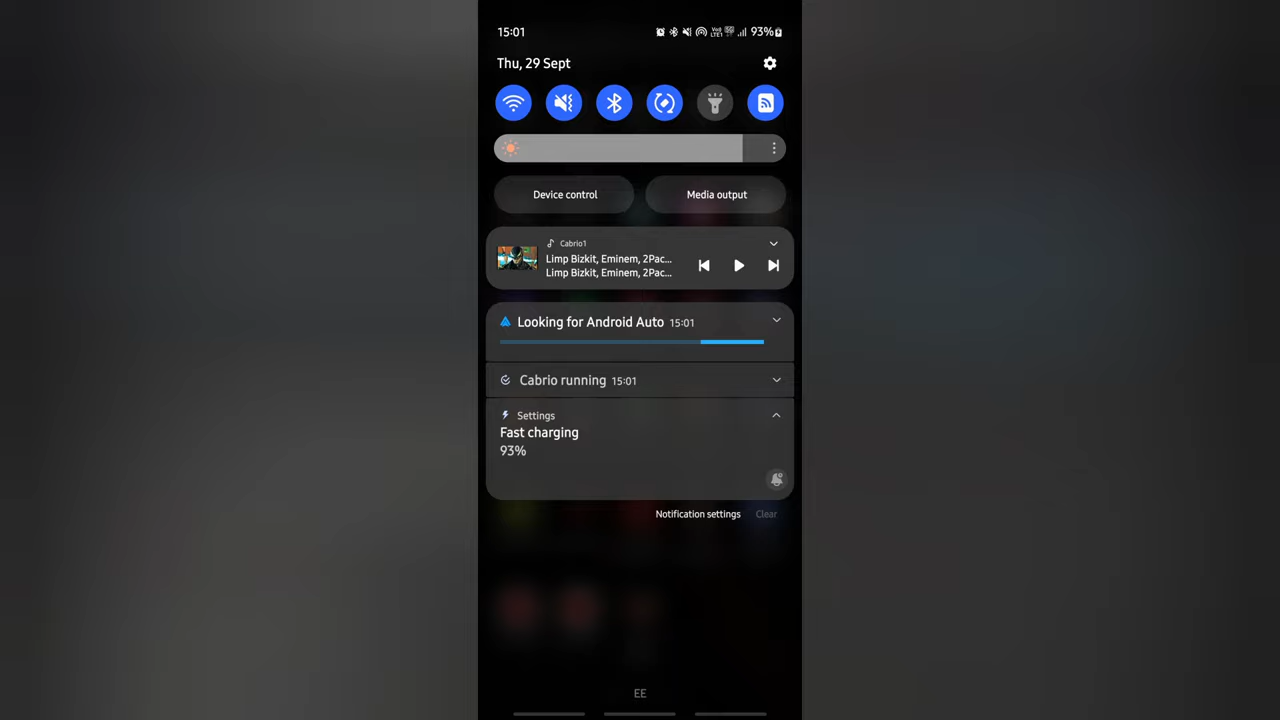 15:01
93%
Thu, 29 Sept
Device control
Media output
Cabrio1
Limp Bizkit, Eminem, 2Pac...
Limp Bizkit, Eminem, 2Pac...
Looking for Android Auto 15:01
Cabrio running 15:01
Settings
Fast charging
93%
Notification settings
Clear
EE